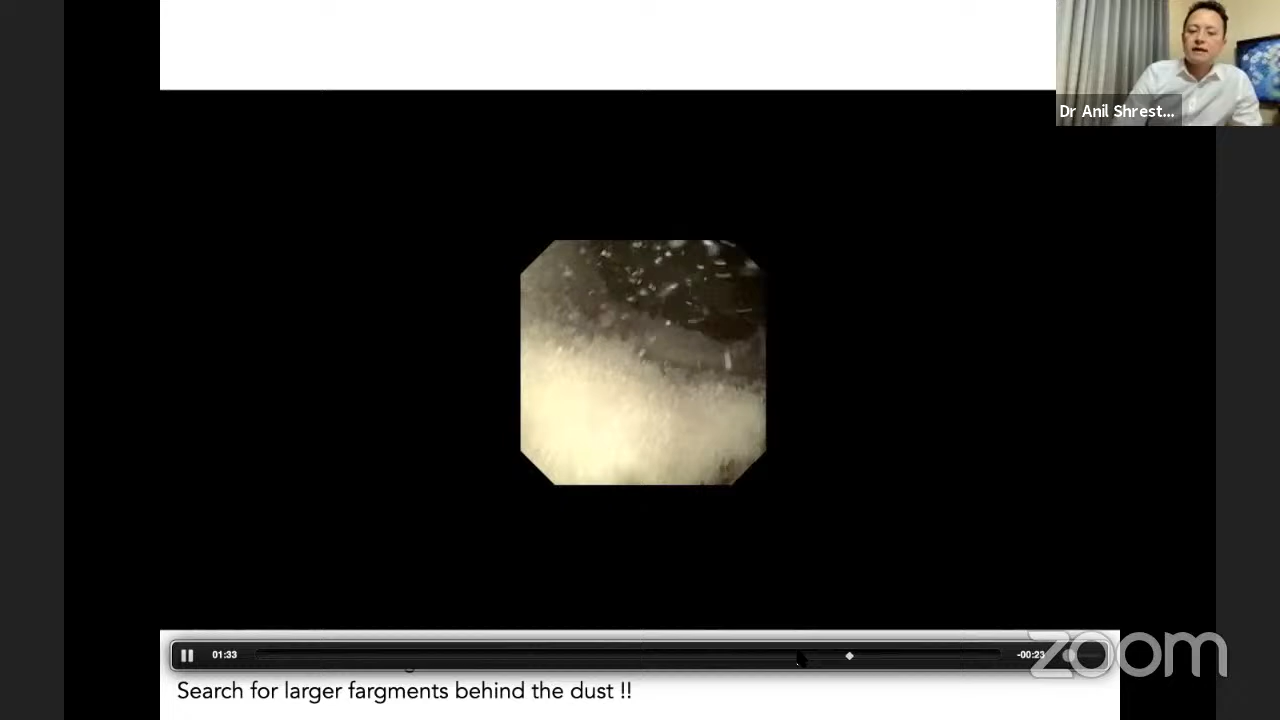 Dr Anil Shrest...
01:33
-00:23
zoom
Search for larger fargments behind the dust !!